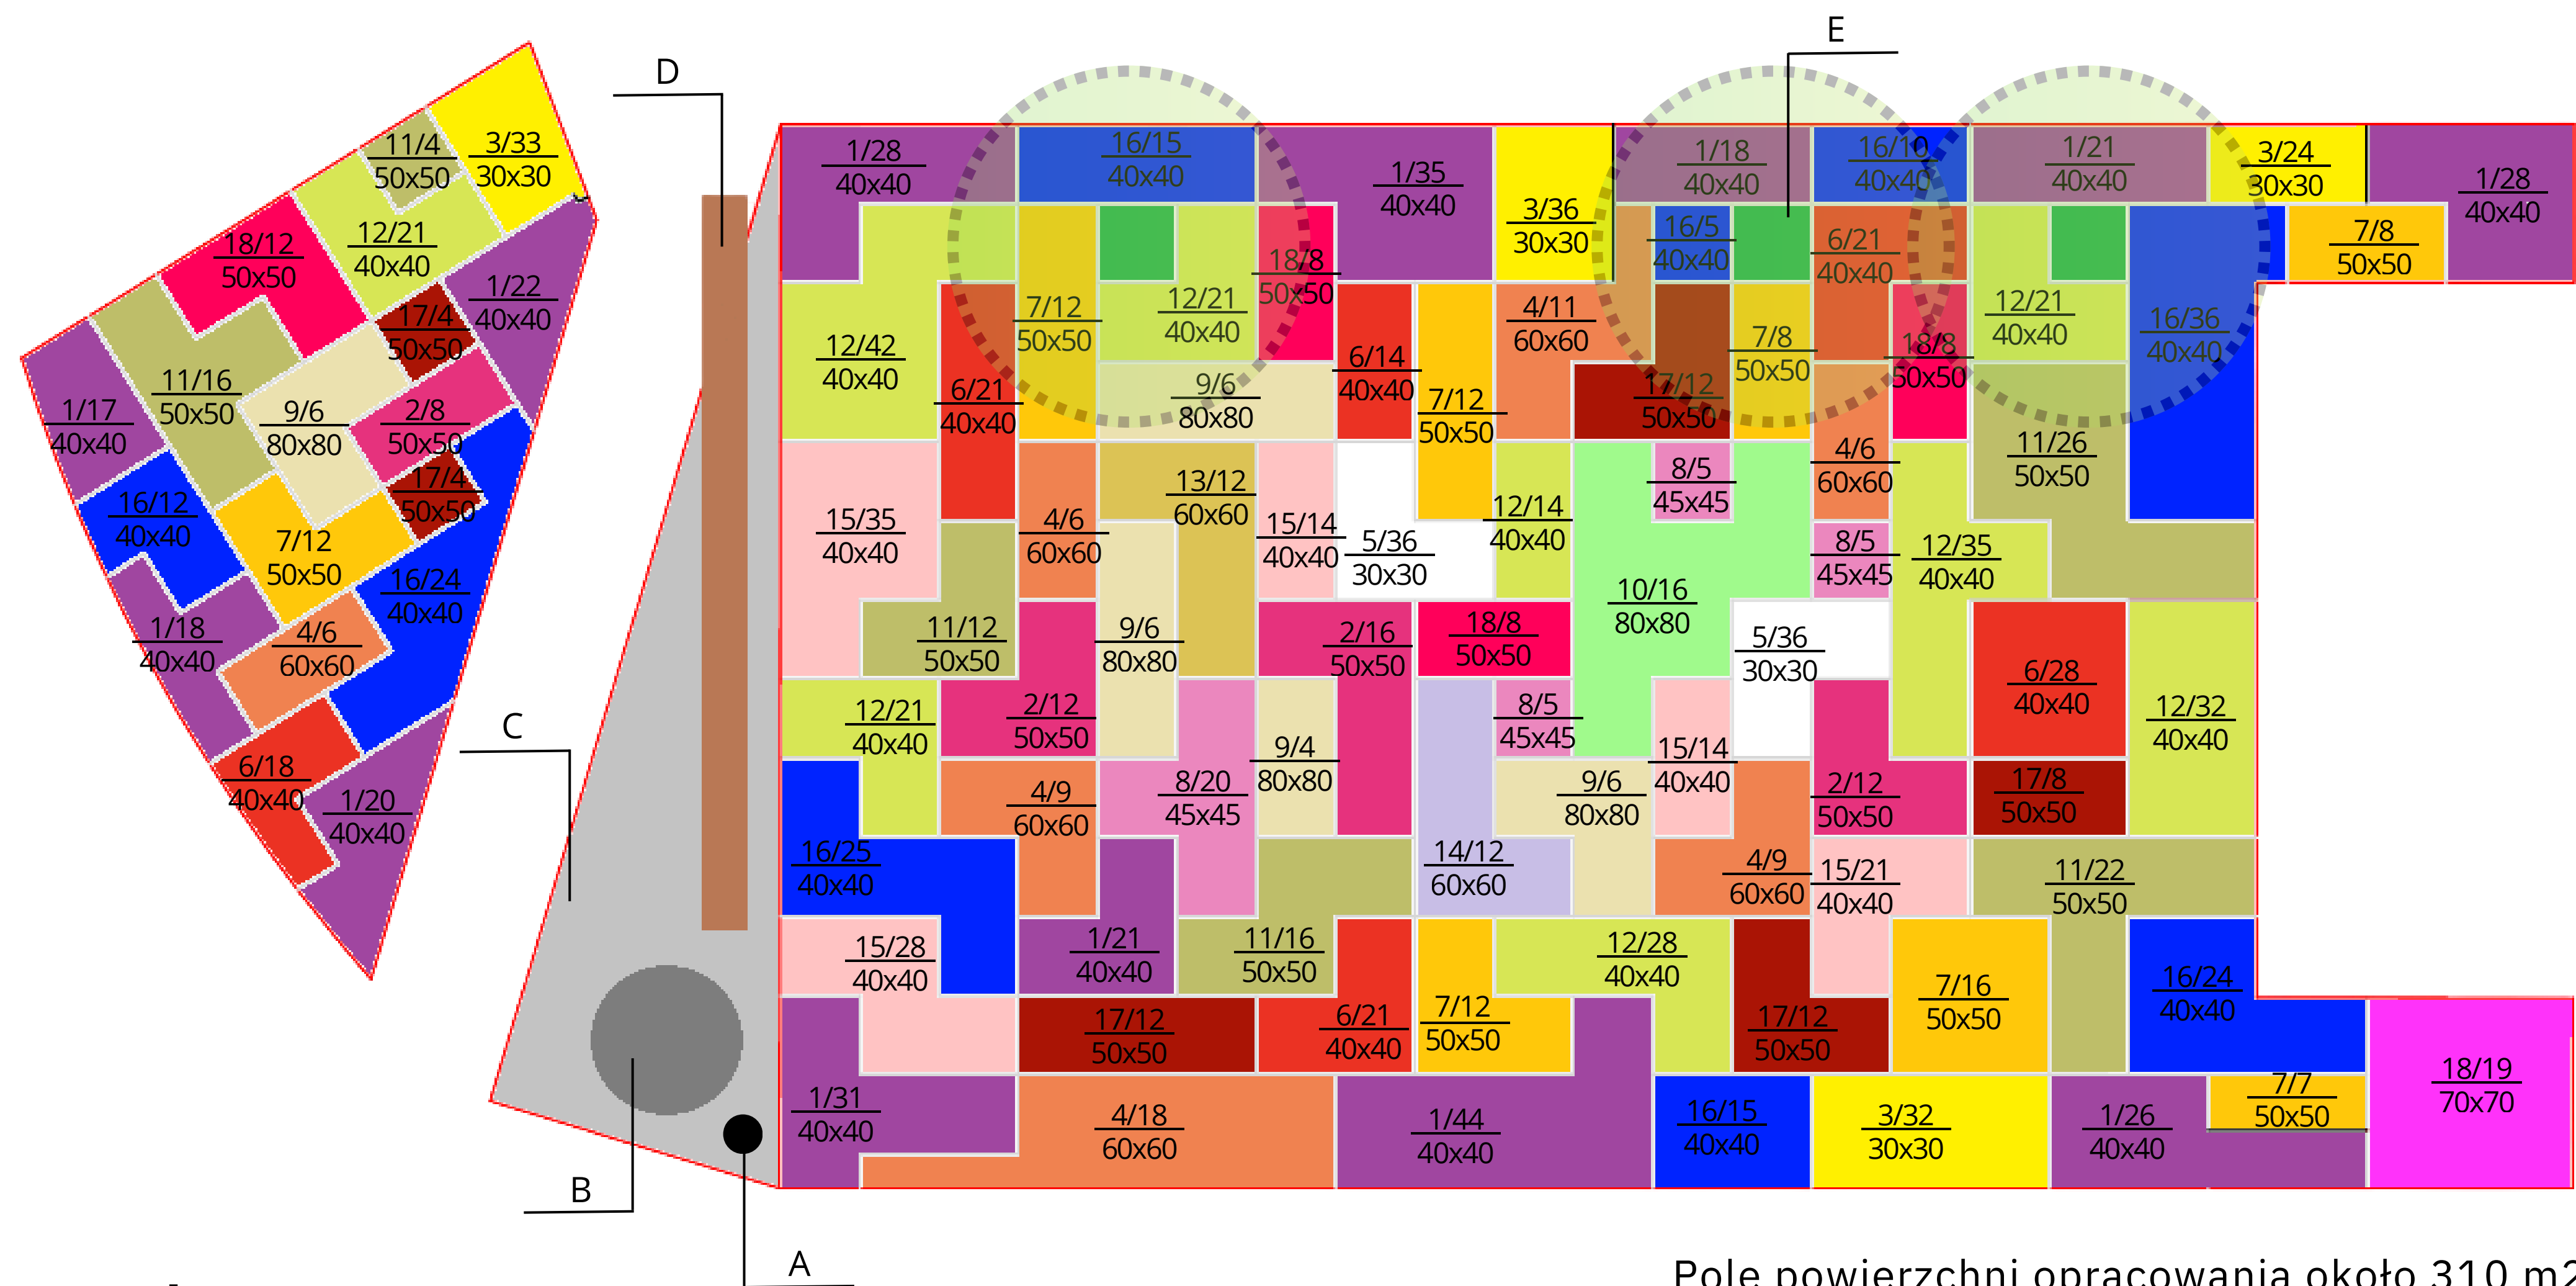 E
D
11/4
50x50
3/33
30x30
18/12
50x50
12/21
40x40
1/22
40x40
17/4
50x50
11/16
50x50
1/17
40x40
9/6
80x80
2/8
50x50
17/4
50x50
16/12
40x40
7/12
50x50
16/24
40x40
1/18
40x40
4/6
60x60
6/18
40x40
1/20
40x40
C
B
A
1/28
40x40
16/15
40x40
1/35
40x40
3/36
30x30
1/18
40x40
16/10
40x40
1/21
40x40
3/24
30x30
1/28
40x40
16/5
40x40
6/21
40x40
7/8
50x50
18/8
50x50
7/12
50x50
12/21
40x40
4/11
60x60
7/8
50x50
12/21
40x40
16/36
40x40
12/42
40x40
6/21
40x40
9/6
80x80
6/14
40x40
7/12
50x50
17/12
50x50
18/8
50x50
11/26
50x50
15/35
40x40
4/6
60x60
13/12
60x60
15/14
40x40
5/36
30x30
12/14
40x40
8/5
45x45
4/6
60x60
8/5
45x45
12/35
40x40
11/12
50x50
9/6
80x80
2/16
50x50
18/8
50x50
10/16
80x80
5/36
30x30
6/28
40x40
12/32
40x40
12/21
40x40
2/12
50x50
8/5
45x45
15/14
40x40
4/9
60x60
8/20
45x45
9/4
80x80
9/6
80x80
2/12
50x50
17/8
50x50
16/25
40x40
14/12
60x60
4/9
60x60
15/21
40x40
11/22
50x50
15/28
40x40
1/21
40x40
11/16
50x50
12/28
40x40
7/16
50x50
16/24
40x40
17/12
50x50
6/21
40x40
7/12
50x50
17/12
50x50
1/31
40x40
4/18
60x60
1/44
40x40
16/15
40x40
3/32
30x30
1/26
40x40
7/7
50x50
18/19
70x70
Pole powierzchni opracowania około 310 m2